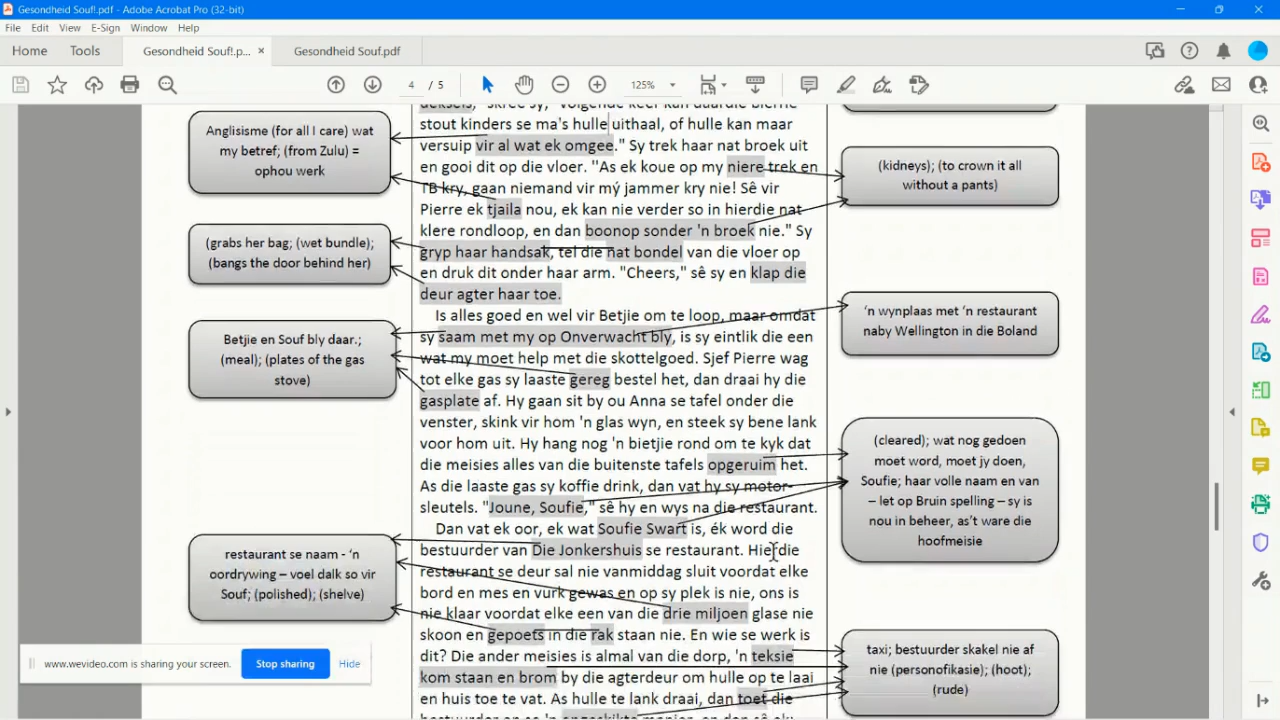 Gesondheid Souf!.pdf - Adobe Acrobat Pro (32-bit)
File Edit View E-Sign Window Help
Home Tools Gesondheid Souf!.p... × Gesondheid Souf.pdf
4 / 5 125%
Anglisisme (for all I care) wat
my betref; (from Zulu) =
ophou werk
(grabs her bag; (wet bundle);
(bangs the door behind her)
Betjie en Souf bly daar.;
(meal); (plates of the gas
stove)
restaurant se naam - ‘n
oordrywing – voel dalk so vir
Souf; (polished); (shelve)
deksels," skree sy, "volgende keer kan daardie bierfie
stout kinders se ma's hulle uithaal, of hulle kan maar
versuip vir al wat ek omgee." Sy trek haar nat broek uit
en gooi dit op die vloer. "As ek koue op my niere trek en
TB kry, gaan niemand vir mý jammer kry nie! Sê vir
Pierre ek tjaila nou, ek kan nie verder so in hierdie nat
klere rondloop, en dan boonop sonder 'n broek nie." Sy
gryp haar handsak, tel die nat bondel van die vloer op
en druk dit onder haar arm. "Cheers," sê sy en klap die
deur agter haar toe.
Is alles goed en wel vir Betjie om te loop, maar omdat
sy saam met my op Onverwacht bly, is sy eintlik die een
wat my moet help met die skottelgoed. Sjef Pierre wag
tot elke gas sy laaste gereg bestel het, dan draai hy die
gasplate af. Hy gaan sit by ou Anna se tafel onder die
venster, skink vir hom 'n glas wyn, en steek sy bene lank
voor hom uit. Hy hang nog 'n bietjie rond om te kyk dat
die meisies alles van die buitenste tafels opgeruim het.
As die laaste gas sy koffie drink, dan vat hy sy motor-
sleutels. "Joune, Soufie," sê hy en wys na die restaurant.
Dan vat ek oor, ek wat Soufie Swart is, ék word die
bestuurder van Die Jonkershuis se restaurant. Hierdie
restaurant se deur sal nie vanmiddag sluit voordat elke
bord en mes en vurk gewas en op sy plek is nie, ons is
nie klaar voordat elke een van die drie miljoen glase nie
skoon en gepoets in die rak staan nie. En wie se werk is
dit? Die ander meisies is almal van die dorp, 'n teksie
kom staan en brom by die agterdeur om hulle op te laai
en huis toe te vat. As hulle te lank draai, dan toet die
(kidneys); (to crown it all
without a pants)
‘n wynplaas met ‘n restaurant
naby Wellington in die Boland
(cleared); wat nog gedoen
moet word, moet jy doen,
Soufie; haar volle naam en van
– let op Bruin spelling – sy is
nou in beheer, as’t ware die
hoofmeisie
taxi; bestuurder skakel nie af
nie (personofikasie); (hoot);
(rude)
www.wevideo.com is sharing your screen. Stop sharing Hide